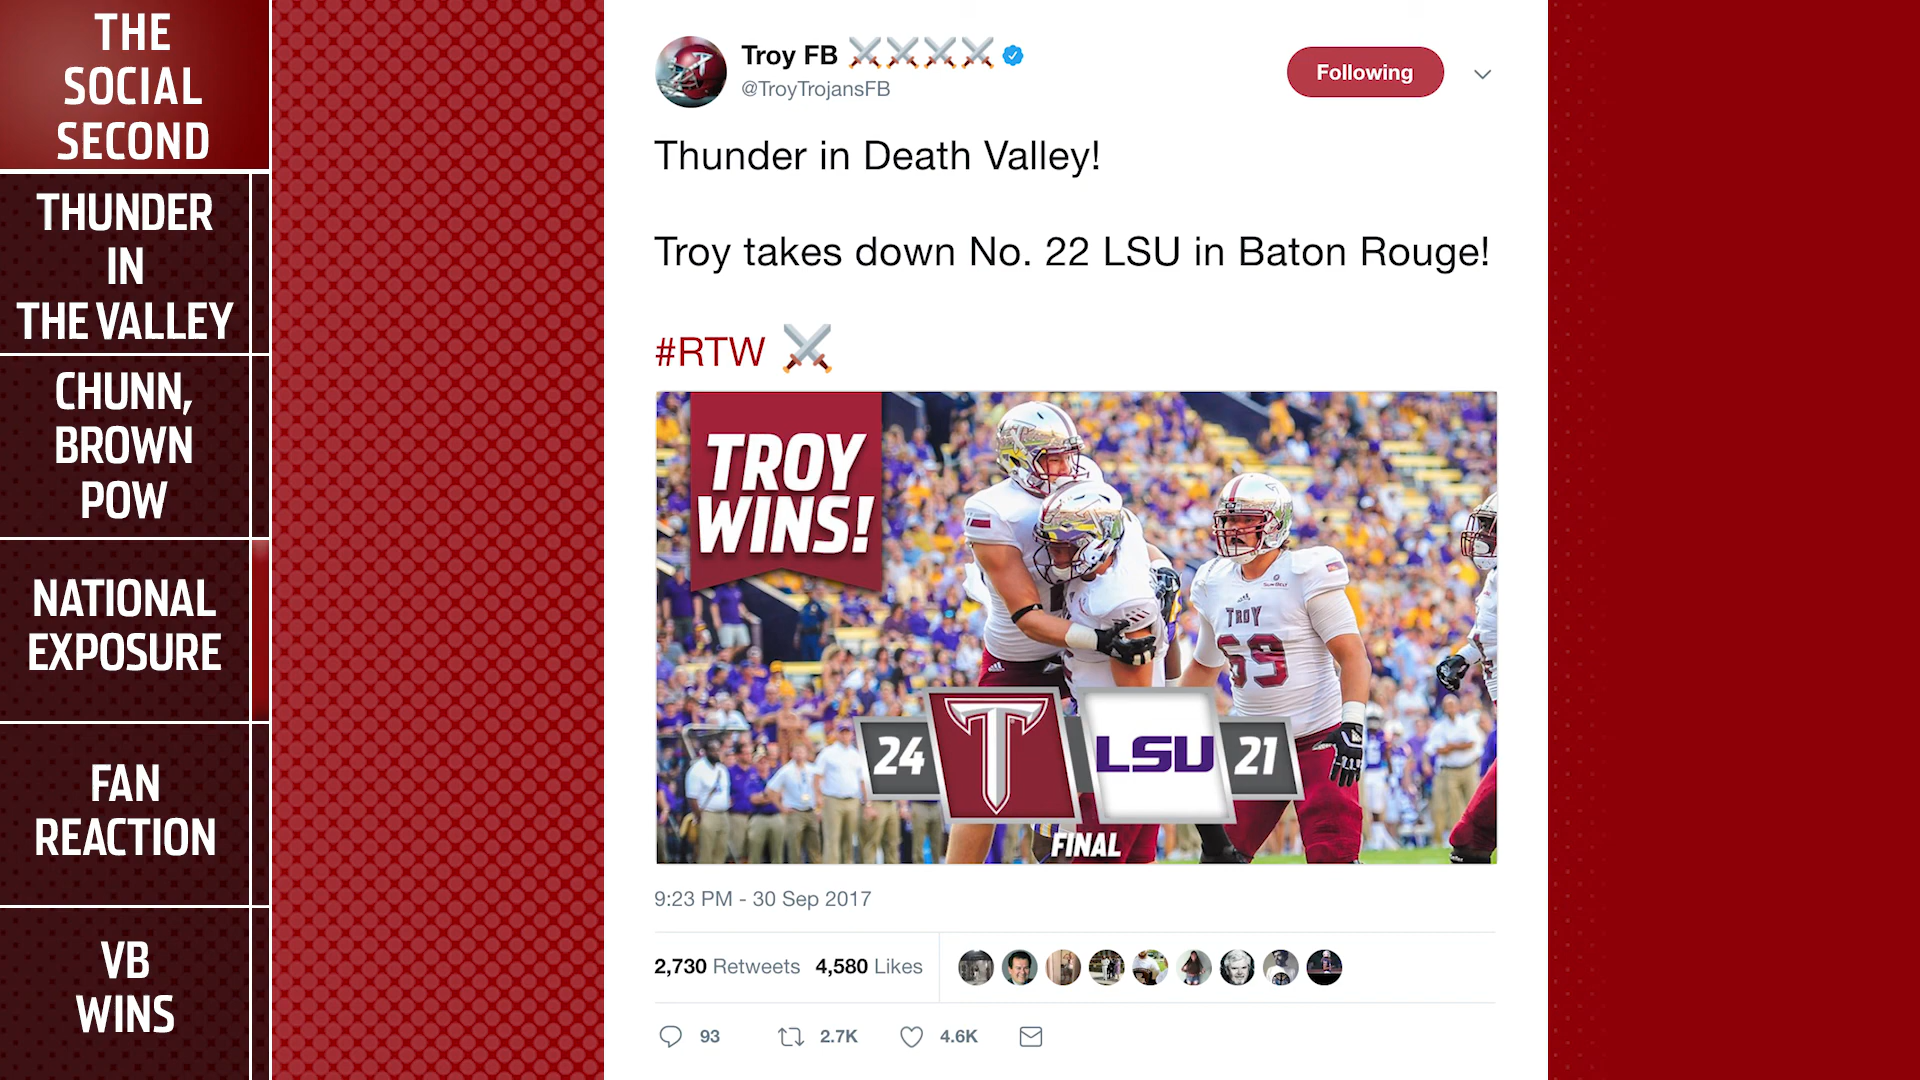 THE
SOCIAL
SECOND
THUNDER
IN
THE VALLEY
CHUNN,
BROWN
POW
NATIONAL
EXPOSURE
FAN
REACTION
VB
WINS
Troy FB ⚔️⚔️⚔️⚔️
@TroyTrojansFB
Following
Thunder in Death Valley!
Troy takes down No. 22 LSU in Baton Rouge!
#RTW ⚔️
TROY
WINS!
TROY
69
24 T LSU 21
FINAL
9:23 PM - 30 Sep 2017
2,730 Retweets 4,580 Likes
93 2.7K 4.6K